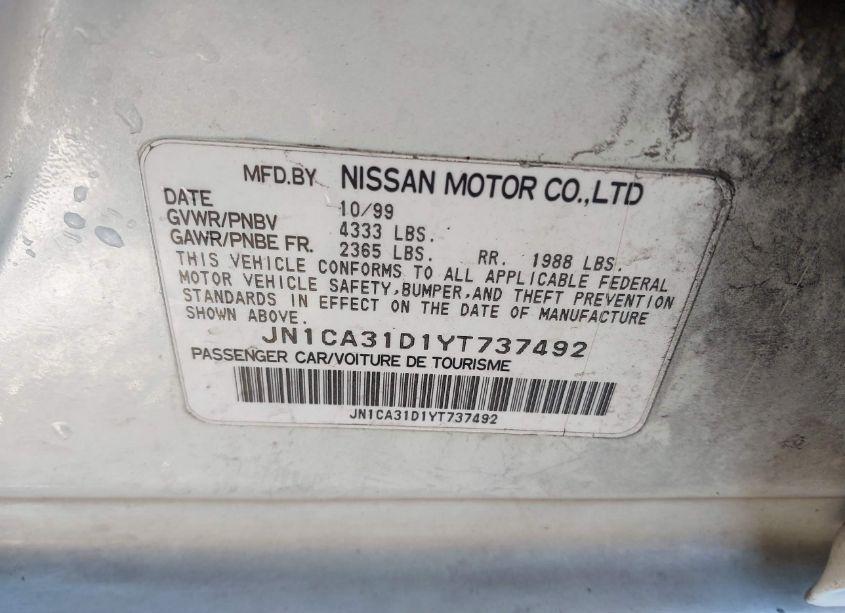 MFD.BY NISSAN MOTOR CO.,LTD
DATE 10/99
GVWR/PNBV 4333 LBS.
GAWR/PNBE FR. 2365 LBS. RR. 1988 LBS.
THIS VEHICLE CONFORMS TO ALL APPLICABLE FEDERAL
MOTOR VEHICLE SAFETY,BUMPER,AND THEFT PREVENTION
STANDARDS IN EFFECT ON THE DATE OF MANUFACTURE
SHOWN ABOVE.
JN1CA31D1YT737492
PASSENGER CAR/VOITURE DE TOURISME
JN1CA31D1YT737492